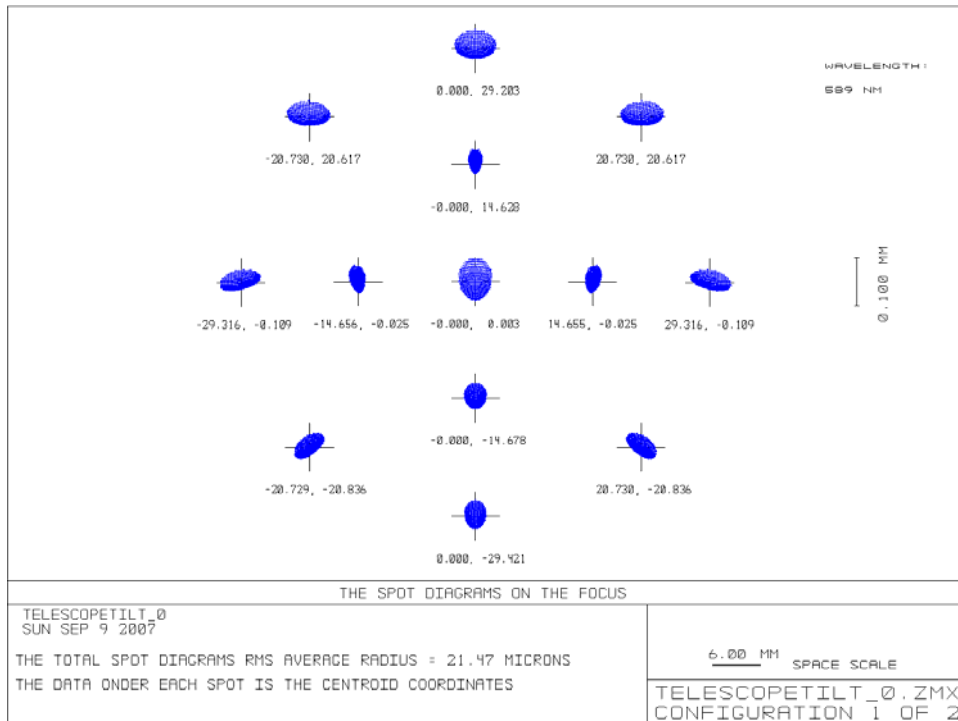 WAVELENGTH:
589 NM
0.000, 29.203
-20.730, 20.617
20.730, 20.617
-0.000, 14.628
0.100 MM
-29.316, -0.109
-14.656, -0.025
-0.000, 0.003
14.655, -0.025
29.316, -0.109
-0.000, -14.678
-20.729, -20.836
20.730, -20.836
0.000, -29.421
THE SPOT DIAGRAMS ON THE FOCUS
TELESCOPETILT_0
SUN SEP 9 2007
THE TOTAL SPOT DIAGRAMS RMS AVERAGE RADIUS = 21.47 MICRONS
THE DATA ONDER EACH SPOT IS THE CENTROID COORDINATES
6.00 MM SPACE SCALE
TELESCOPETILT_0.ZMX
CONFIGURATION 1 OF 2